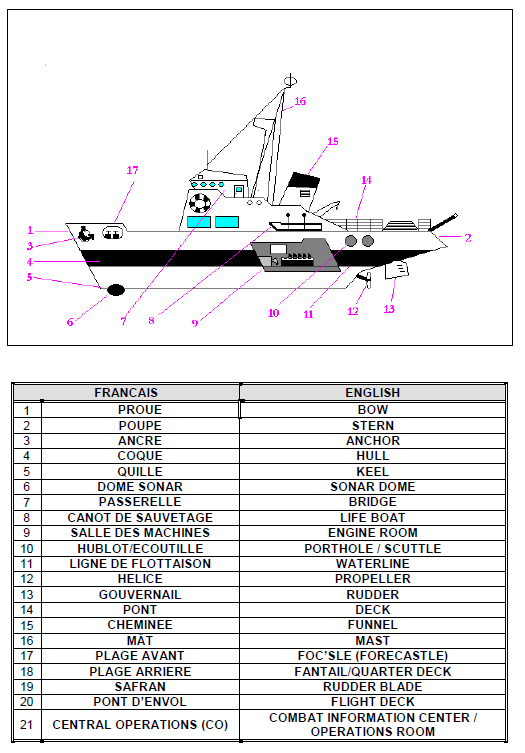 16
15
17
14
1
2
3
4
5
6
7
8
9
10
11
12
13
FRANCAIS ENGLISH
1 PROUE BOW
2 POUPE STERN
3 ANCRE ANCHOR
4 COQUE HULL
5 QUILLE KEEL
6 DOME SONAR SONAR DOME
7 PASSERELLE BRIDGE
8 CANOT DE SAUVETAGE LIFE BOAT
9 SALLE DES MACHINES ENGINE ROOM
10 HUBLOT/ECOUTILLE PORTHOLE / SCUTTLE
11 LIGNE DE FLOTTAISON WATERLINE
12 HELICE PROPELLER
13 GOUVERNAIL RUDDER
14 PONT DECK
15 CHEMINEE FUNNEL
16 MÂT MAST
17 PLAGE AVANT FOC'SLE (FORECASTLE)
18 PLAGE ARRIERE FANTAIL/QUARTER DECK
19 SAFRAN RUDDER BLADE
20 PONT D'ENVOL FLIGHT DECK
21 CENTRAL OPERATIONS (CO) COMBAT INFORMATION CENTER /
OPERATIONS ROOM